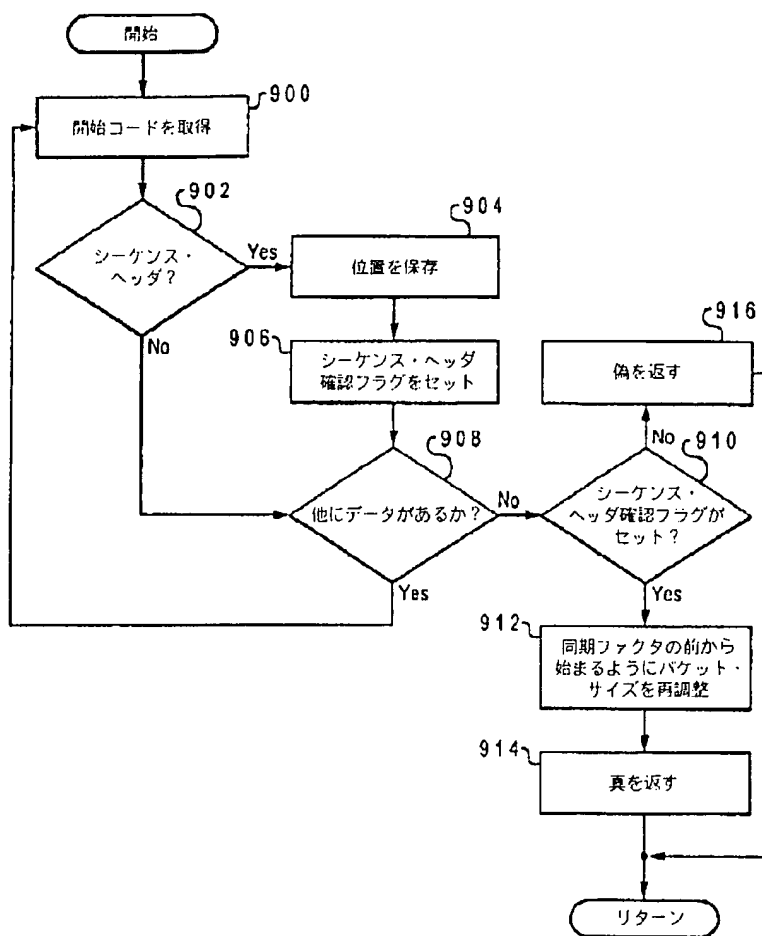 開始
900
開始コードを取得
902
シーケンス・
ヘッダ?
Yes
No
904
位置を保存
906
シーケンス・ヘッダ
確認フラグをセット
908
他にデータがあるか?
No
Yes
916
偽を返す
No
910
シーケンス・
ヘッダ確認フラグが
セット?
Yes
912
同期ファクタの前から
始まるようにパケット・
サイズを再調整
914
真を返す
リターン